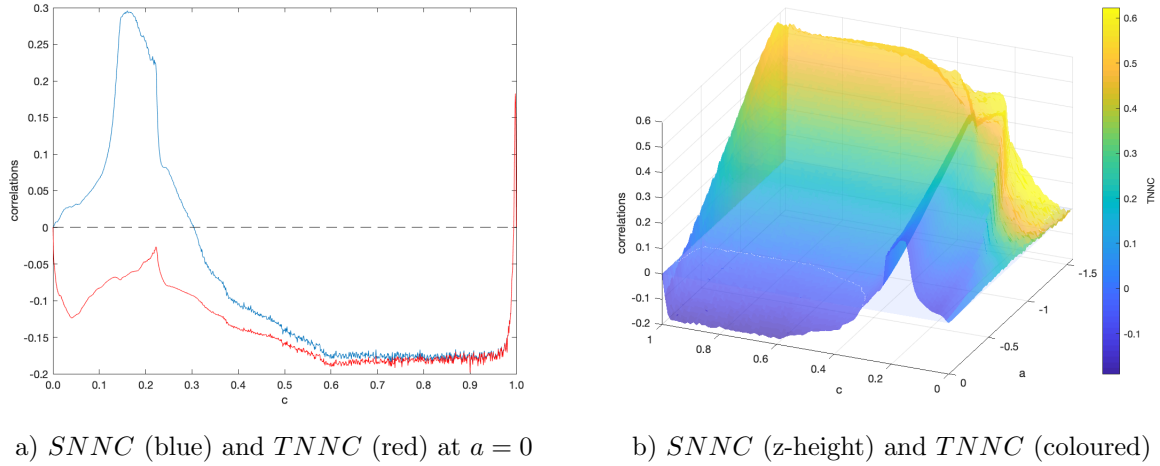 0.3
0.25
0.2
0.15
0.1
0.05
0
-0.05
-0.1
-0.15
-0.2
correlations
0.0 0.1 0.2 0.3 0.4 0.5 0.6 0.7 0.8 0.9 1.0
c
a) SNNC (blue) and TNNC (red) at a = 0
0.6
0.5
0.4
0.3
0.2
0.1
0
-0.1
-0.2
correlations
1 0.8 0.6 0.4 0.2 0
c
0 -0.5 -1 -1.5
a
0.6
0.5
0.4
0.3
0.2
0.1
0
-0.1
TNNC
b) SNNC (z-height) and TNNC (coloured)